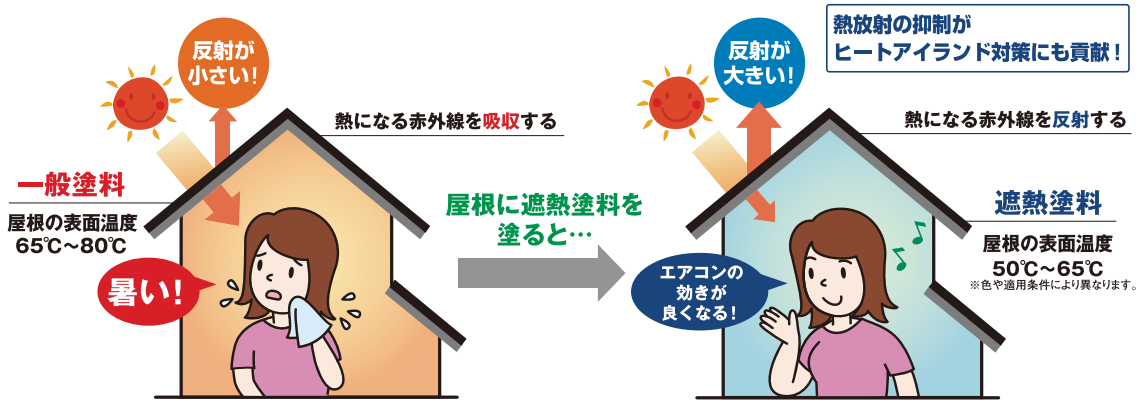 反射が
小さい!
熱になる赤外線を吸収する
一般塗料
屋根の表面温度
65℃〜80℃
暑い!
屋根に遮熱塗料を
塗ると…
熱放射の抑制が
ヒートアイランド対策にも貢献!
反射が
大きい!
熱になる赤外線を反射する
遮熱塗料
屋根の表面温度
50℃〜65℃
※色や適用条件により異なります。
エアコンの
効きが
良くなる!